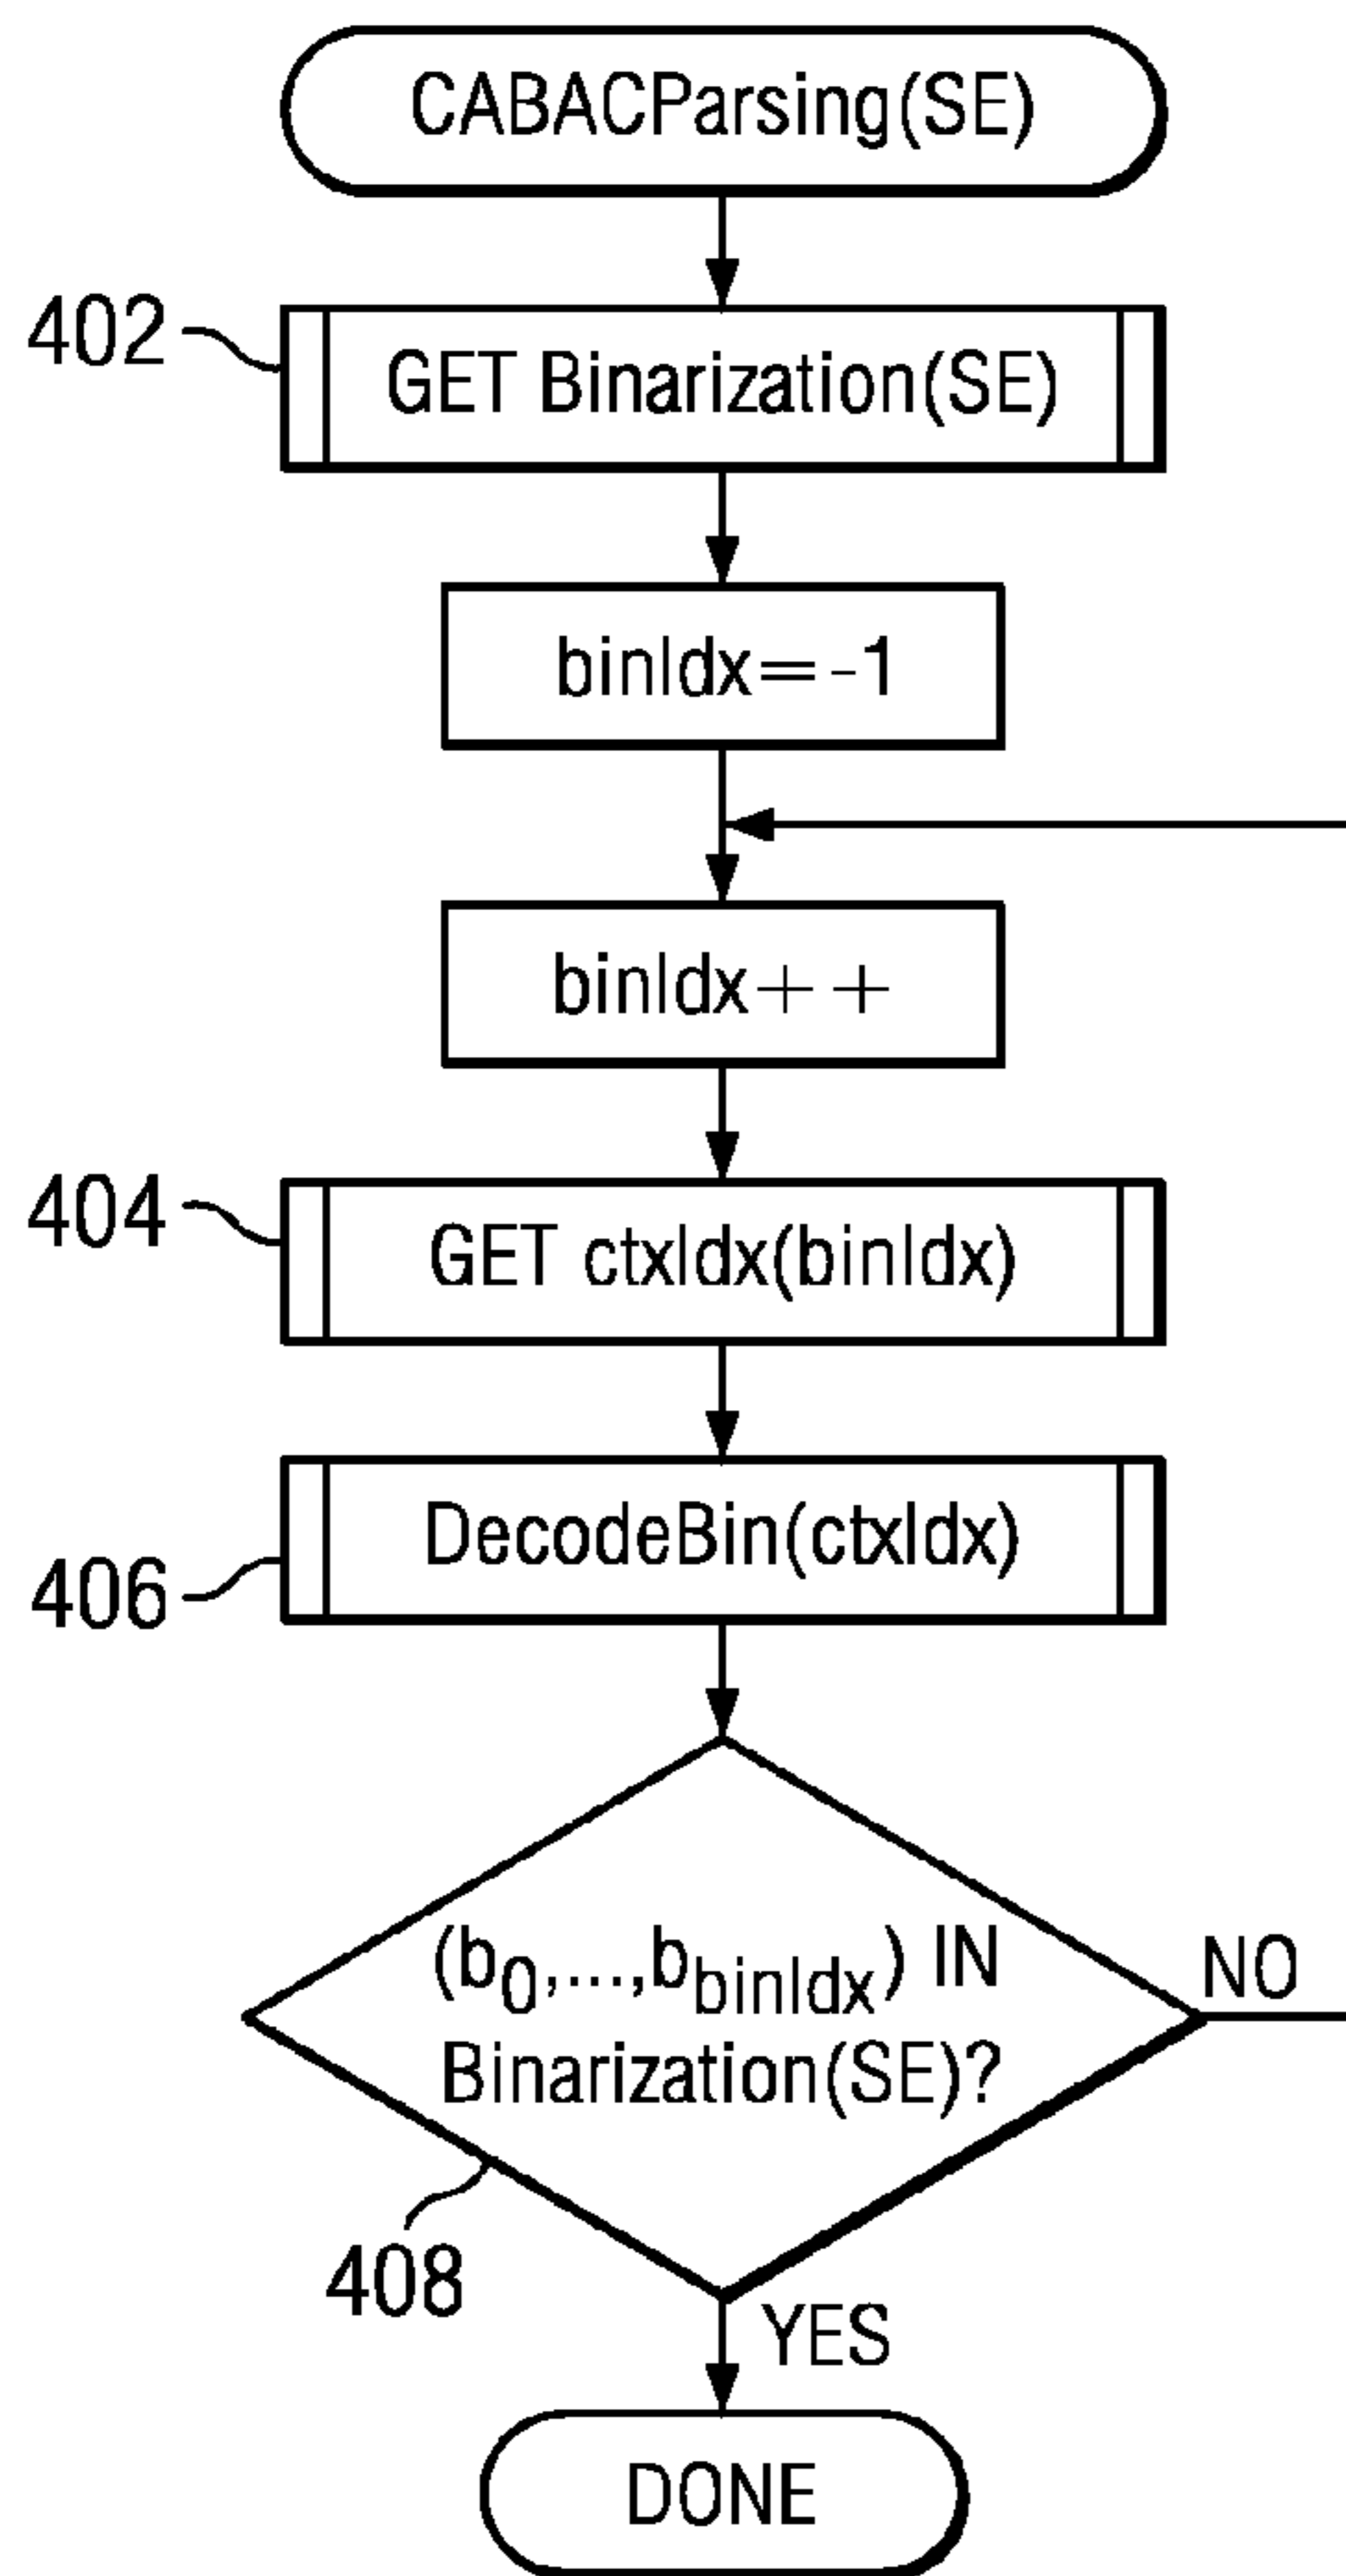 CABACParsing(SE)
402
GET Binarization(SE)
binIdx=-1
binIdx++
404
GET ctxIdx(binIdx)
DecodeBin(ctxIdx)
406
(b0,...,bbinIdx) IN
NO
Binarization(SE)?
408
YES
DONE